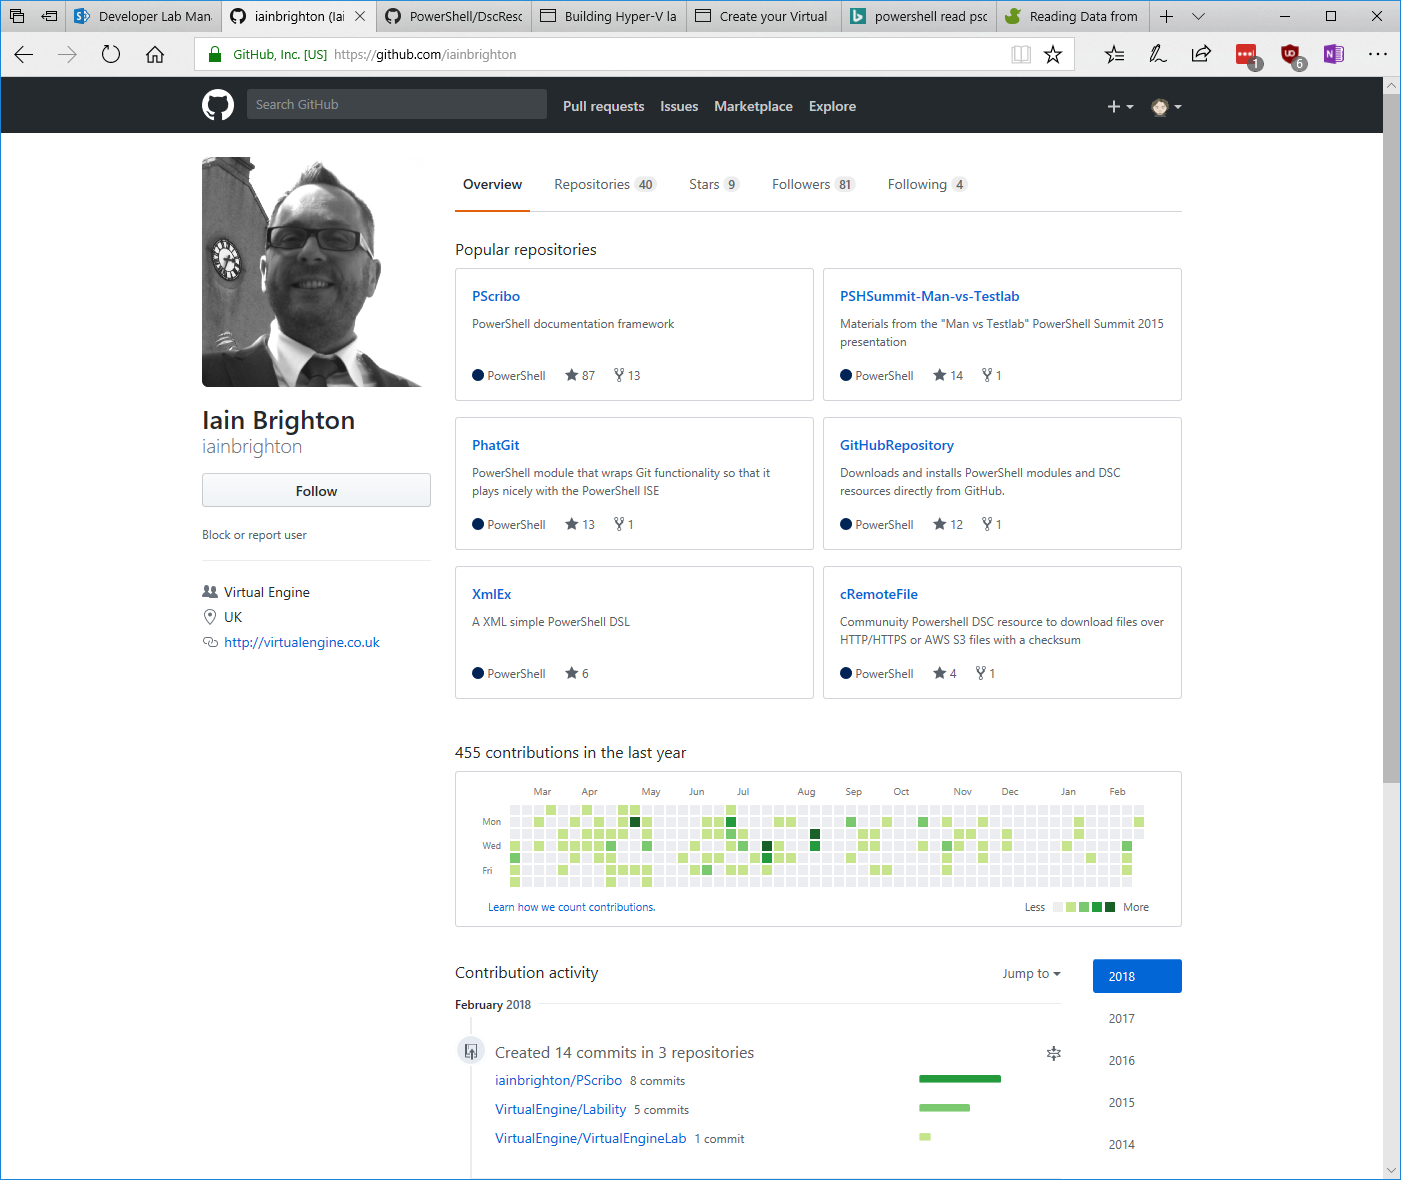 Developer Lab Man
iainbrighton (Iai
PowerShell/DscResc
Building Hyper-V la
Create your Virtual
powershell read psc
Reading Data from
GitHub, Inc. [US] https://github.com/iainbrighton
1
6
Search GitHub
Pull requests Issues Marketplace Explore
Overview Repositories 40 Stars 9 Followers 81 Following 4
Iain Brighton
iainbrighton
Follow
Block or report user
Virtual Engine
UK
http://virtualengine.co.uk
Popular repositories
PScribo
PowerShell documentation framework
PowerShell 87 13
PSHSummit-Man-vs-Testlab
Materials from the "Man vs Testlab" PowerShell Summit 2015
presentation
PowerShell 14 1
PhatGit
PowerShell module that wraps Git functionality so that it
plays nicely with the PowerShell ISE
PowerShell 13 1
GitHubRepository
Downloads and installs PowerShell modules and DSC
resources directly from GitHub.
PowerShell 12 1
XmlEx
A XML simple PowerShell DSL
PowerShell 6
cRemoteFile
Communuity Powershell DSC resource to download files over
HTTP/HTTPS or AWS S3 files with a checksum
PowerShell 4 1
455 contributions in the last year
Mar Apr May Jun Jul Aug Sep Oct Nov Dec Jan Feb
Mon
Wed
Fri
Learn how we count contributions.
Less More
Contribution activity
Jump to
2018
2017
2016
2015
2014
February 2018
Created 14 commits in 3 repositories
iainbrighton/PScribo 8 commits
VirtualEngine/Lability 5 commits
VirtualEngine/VirtualEngineLab 1 commit